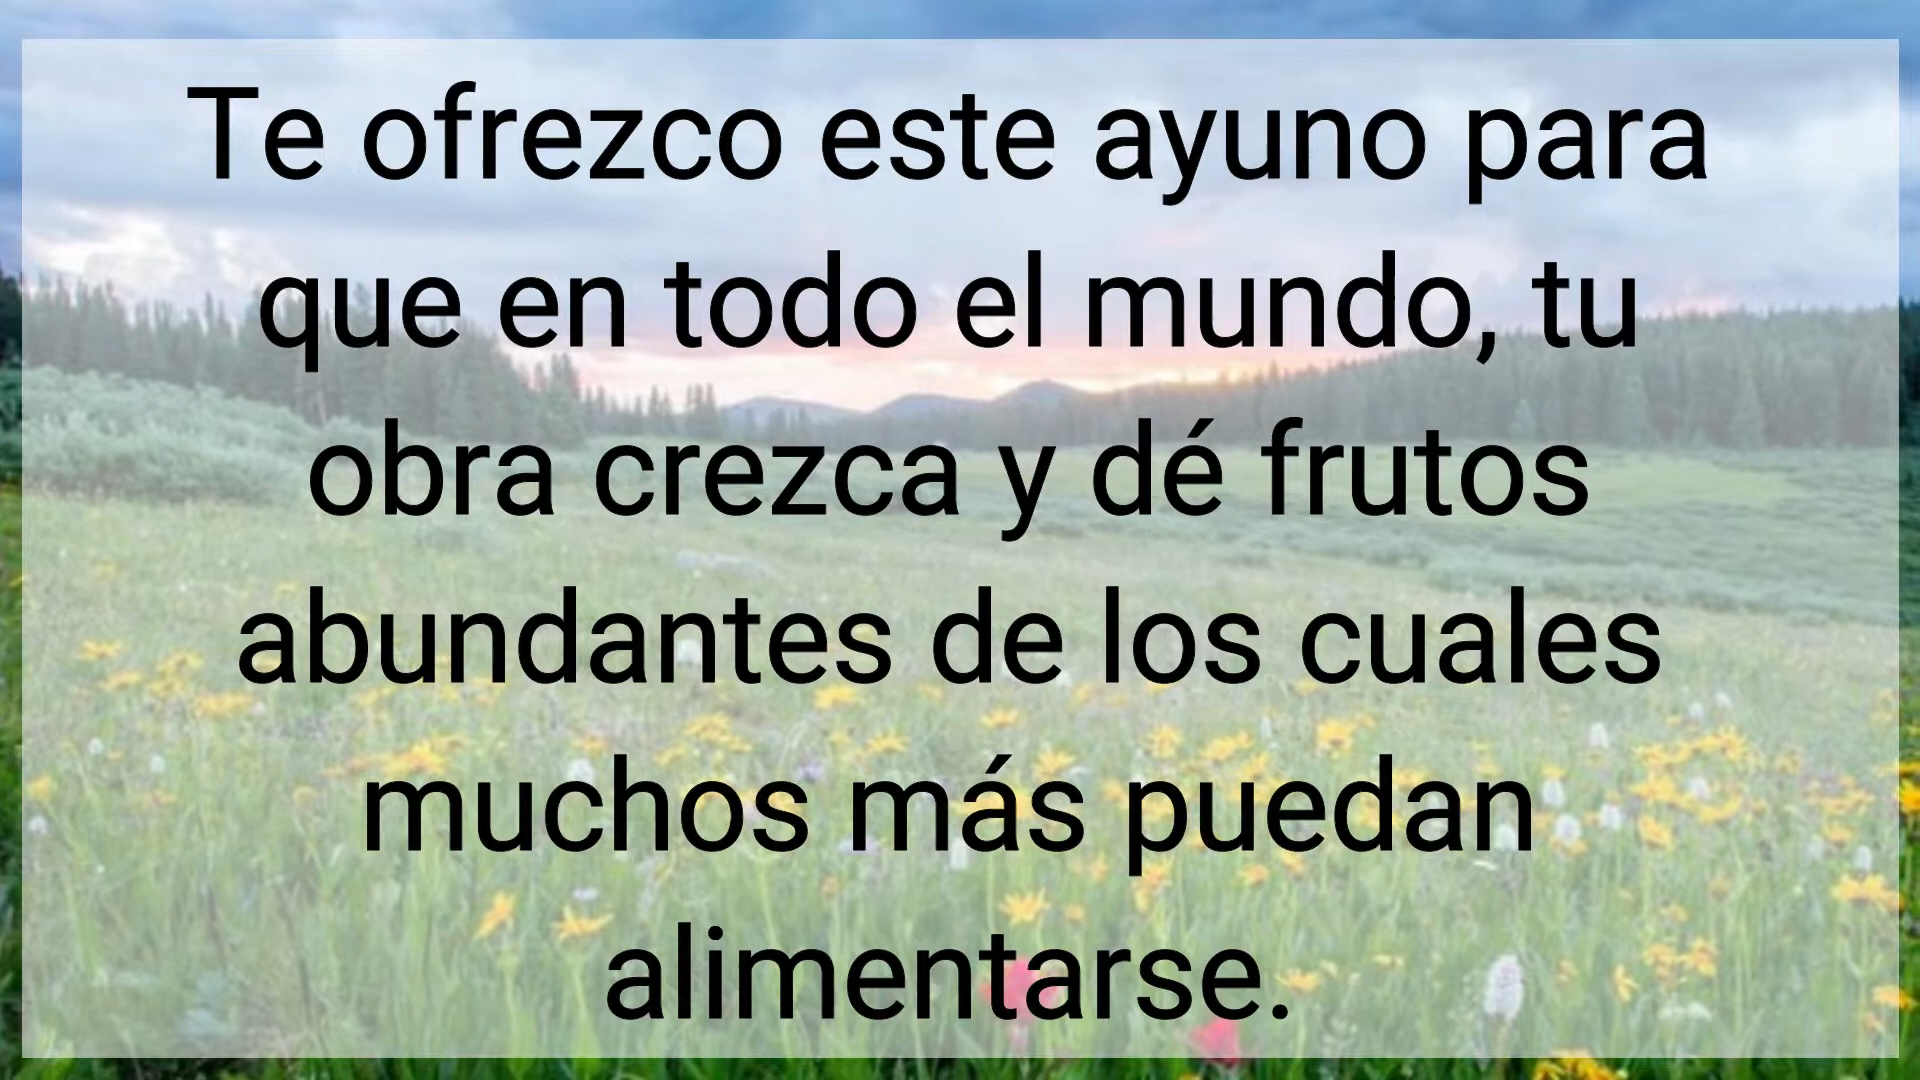 Te ofrezco este ayuno para
que en todo el mundo, tu
obra crezca y dé frutos
abundantes de los cuales
muchos más puedan
alimentarse.